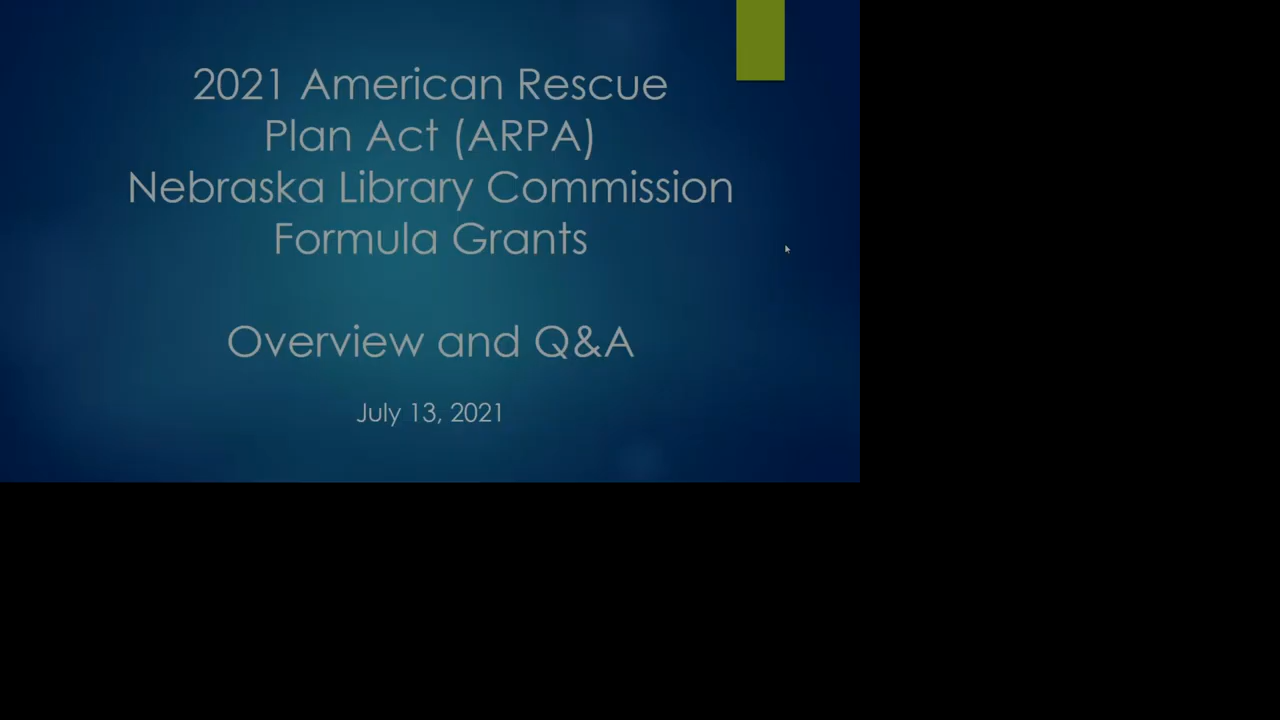 2021 American Rescue
Plan Act (ARPA)
Nebraska Library Commission
Formula Grants
Overview and Q&A
July 13, 2021